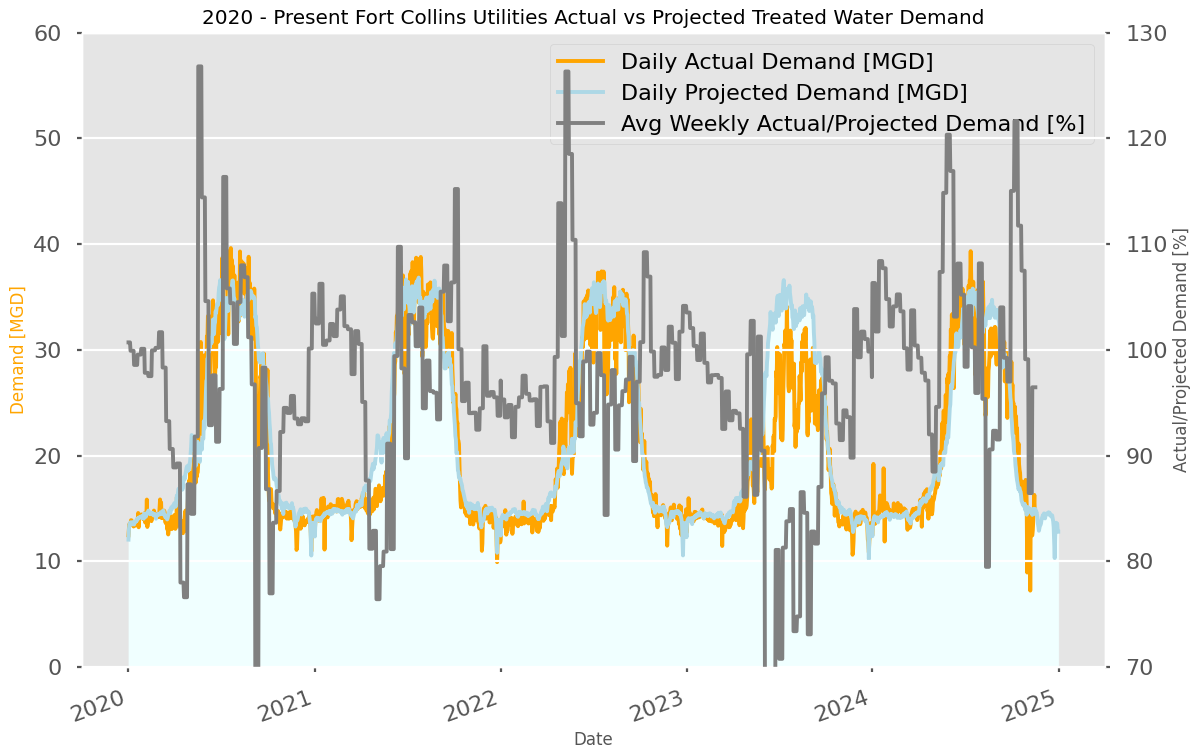 2020 - Present Fort Collins Utilities Actual vs Projected Treated Water Demand
Daily Actual Demand [MGD]
Daily Projected Demand [MGD]
Avg Weekly Actual/Projected Demand [%]
Demand [MGD]
60
50
40
30
20
10
0
130
120
110
100
90
80
70
Actual/Projected Demand [%]
2020
2021
2022
2023
2024
2025
Date